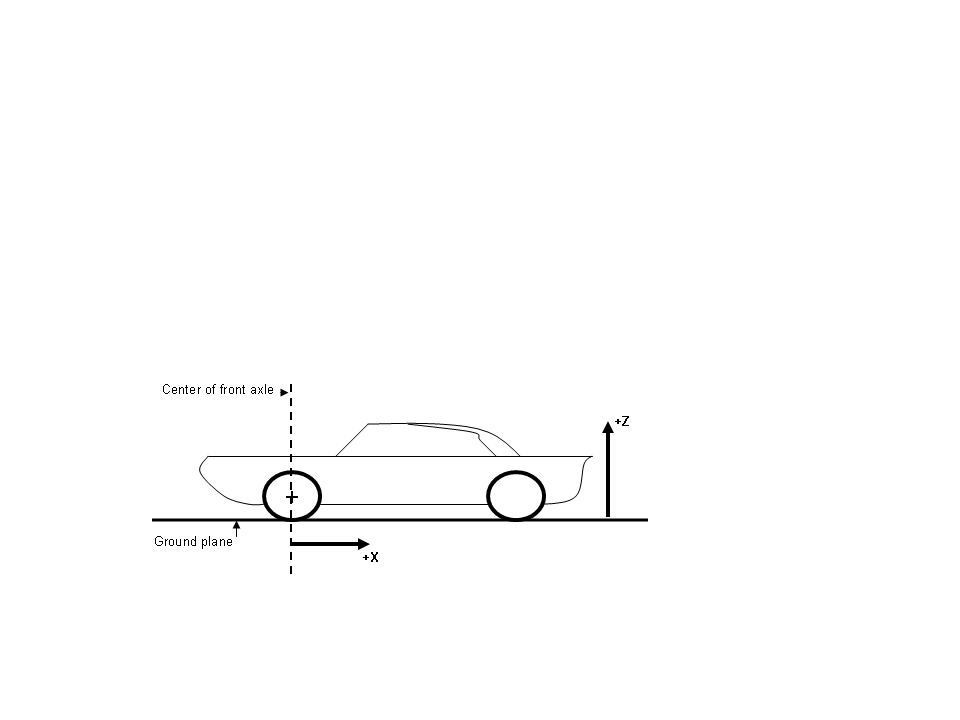 Center of front axle
+Z
Ground plane
+X